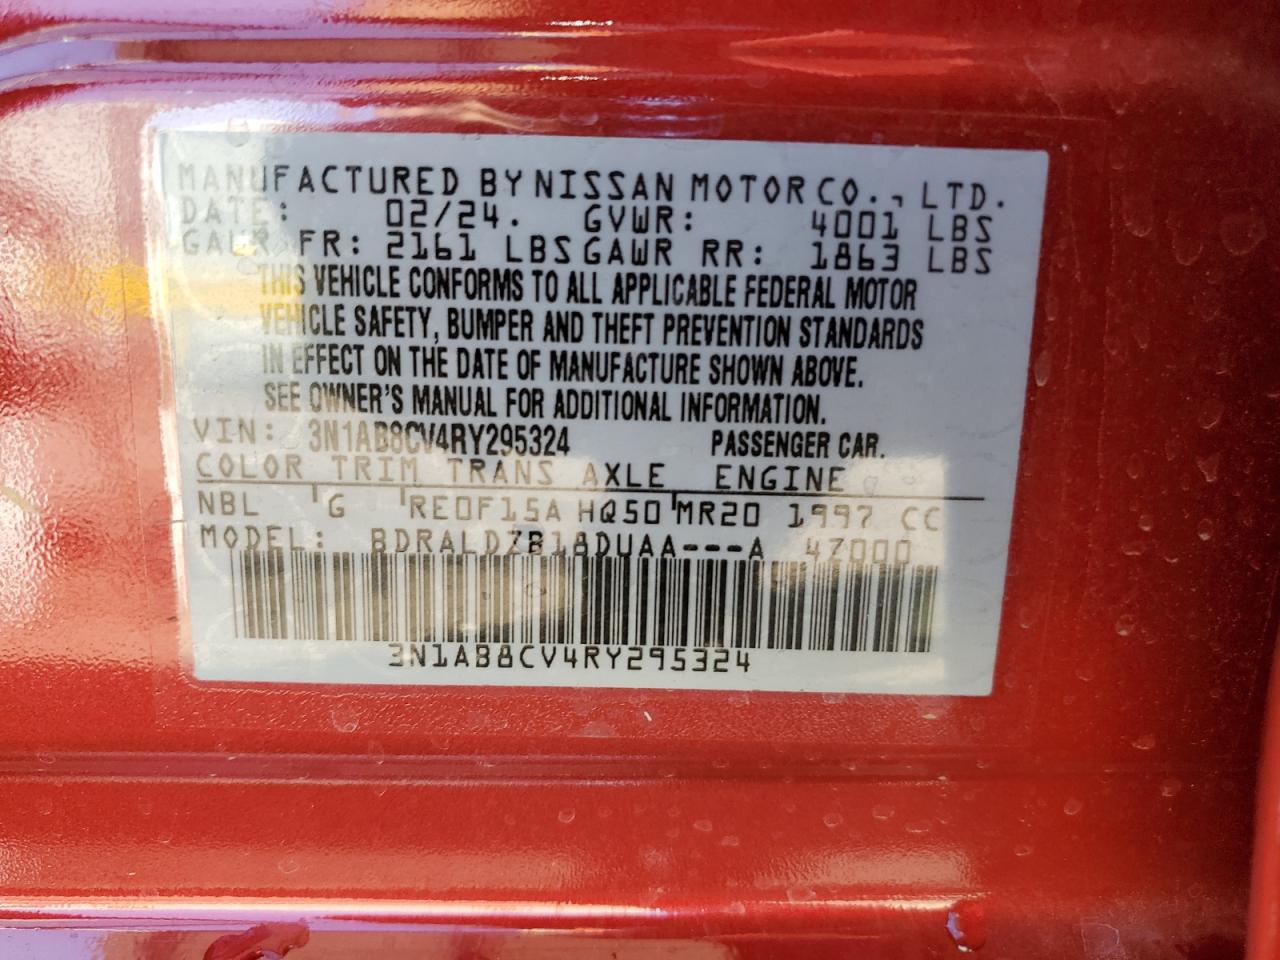 MANUFACTURED BY NISSAN MOTOR CO., LTD.
DATE: 02/24. GVWR: 4001 LBS
GAWR FR: 2161 LBS GAWR RR: 1863 LBS
THIS VEHICLE CONFORMS TO ALL APPLICABLE FEDERAL MOTOR
VEHICLE SAFETY, BUMPER AND THEFT PREVENTION STANDARDS
IN EFFECT ON THE DATE OF MANUFACTURE SHOWN ABOVE.
SEE OWNER'S MANUAL FOR ADDITIONAL INFORMATION.
VIN: 3N1AB8CV4RY295324 PASSENGER CAR.
COLOR TRIM TRANS AXLE ENGINE
NBL G RE0F15A HQ50 MR20 1997 CC
MODEL: BDRALDZB18DUAA---A 47000
3N1AB8CV4RY295324